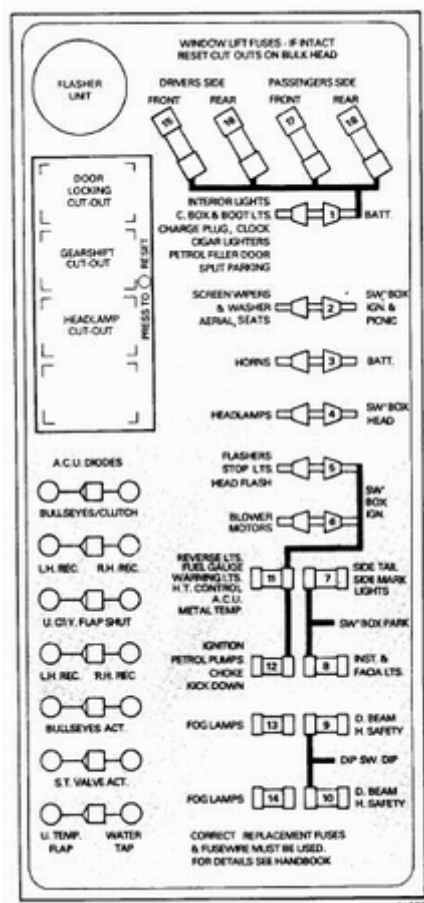 WINDOW LIFT FUSES - IF INTACT
RESET CUT OUTS ON BULK HEAD
FLASHER
UNIT
DRIVERS SIDE
PASSENGERS SIDE
FRONT
REAR
FRONT
REAR
15
16
17
18
DOOR
LOCKING
CUT-OUT
GEARSHIFT
CUT-OUT
HEADLAMP
CUT-OUT
PRESS TO RESET
INTERIOR LIGHTS
C. BOX & BOOT LTS.
CHARGE PLUG, CLOCK
CIGAR LIGHTERS
PETROL FILLER DOOR
SPLIT PARKING
1
BATT.
SCREEN WIPERS
& WASHER
AERIAL, SEATS
2
SW' BOX
IGN. &
PICNIC
HORNS
3
BATT.
HEADLAMPS
4
SW' BOX
HEAD
FLASHERS
STOP LTS.
HEAD FLASH
5
SW'
BOX
IGN.
BLOWER
MOTORS
6
REVERSE LTS.
FUEL GAUGE
WARNING LTS.
H.T. CONTROL
A.C.U.
METAL TEMP.
11
7
SIDE TAIL
SIDE MARK
LIGHTS
SW' BOX PARK
IGNITION
PETROL PUMPS
CHOKE
KICK DOWN
12
8
INST. &
FACIA LTS.
FOG LAMPS
13
9
D. BEAM
H. SAFETY
DIP SW. DIP
FOG LAMPS
14
10
D. BEAM
H. SAFETY
A.C.U. DIODES
BULLSEYES/CLUTCH
L.H. REC.
R.H. REC.
FLAP SHUT
L.H. REC.
R.H. REC.
BULLSEYES ACT.
S.T. VALVE ACT.
U. TEMP.
FLAP
WATER
TAP
CORRECT REPLACEMENT FUSES
& FUSEWIRE MUST BE USED.
FOR DETAILS SEE HANDBOOK